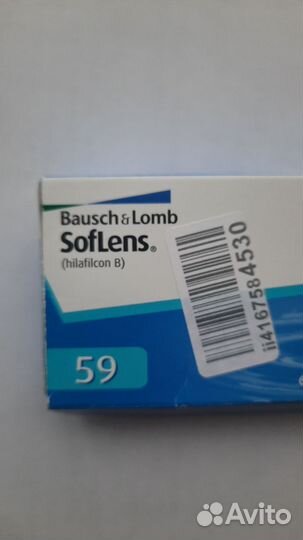 Bausch & Lomb
SofLens®
(hilafilcon B)
59
ii4167584530
Avito